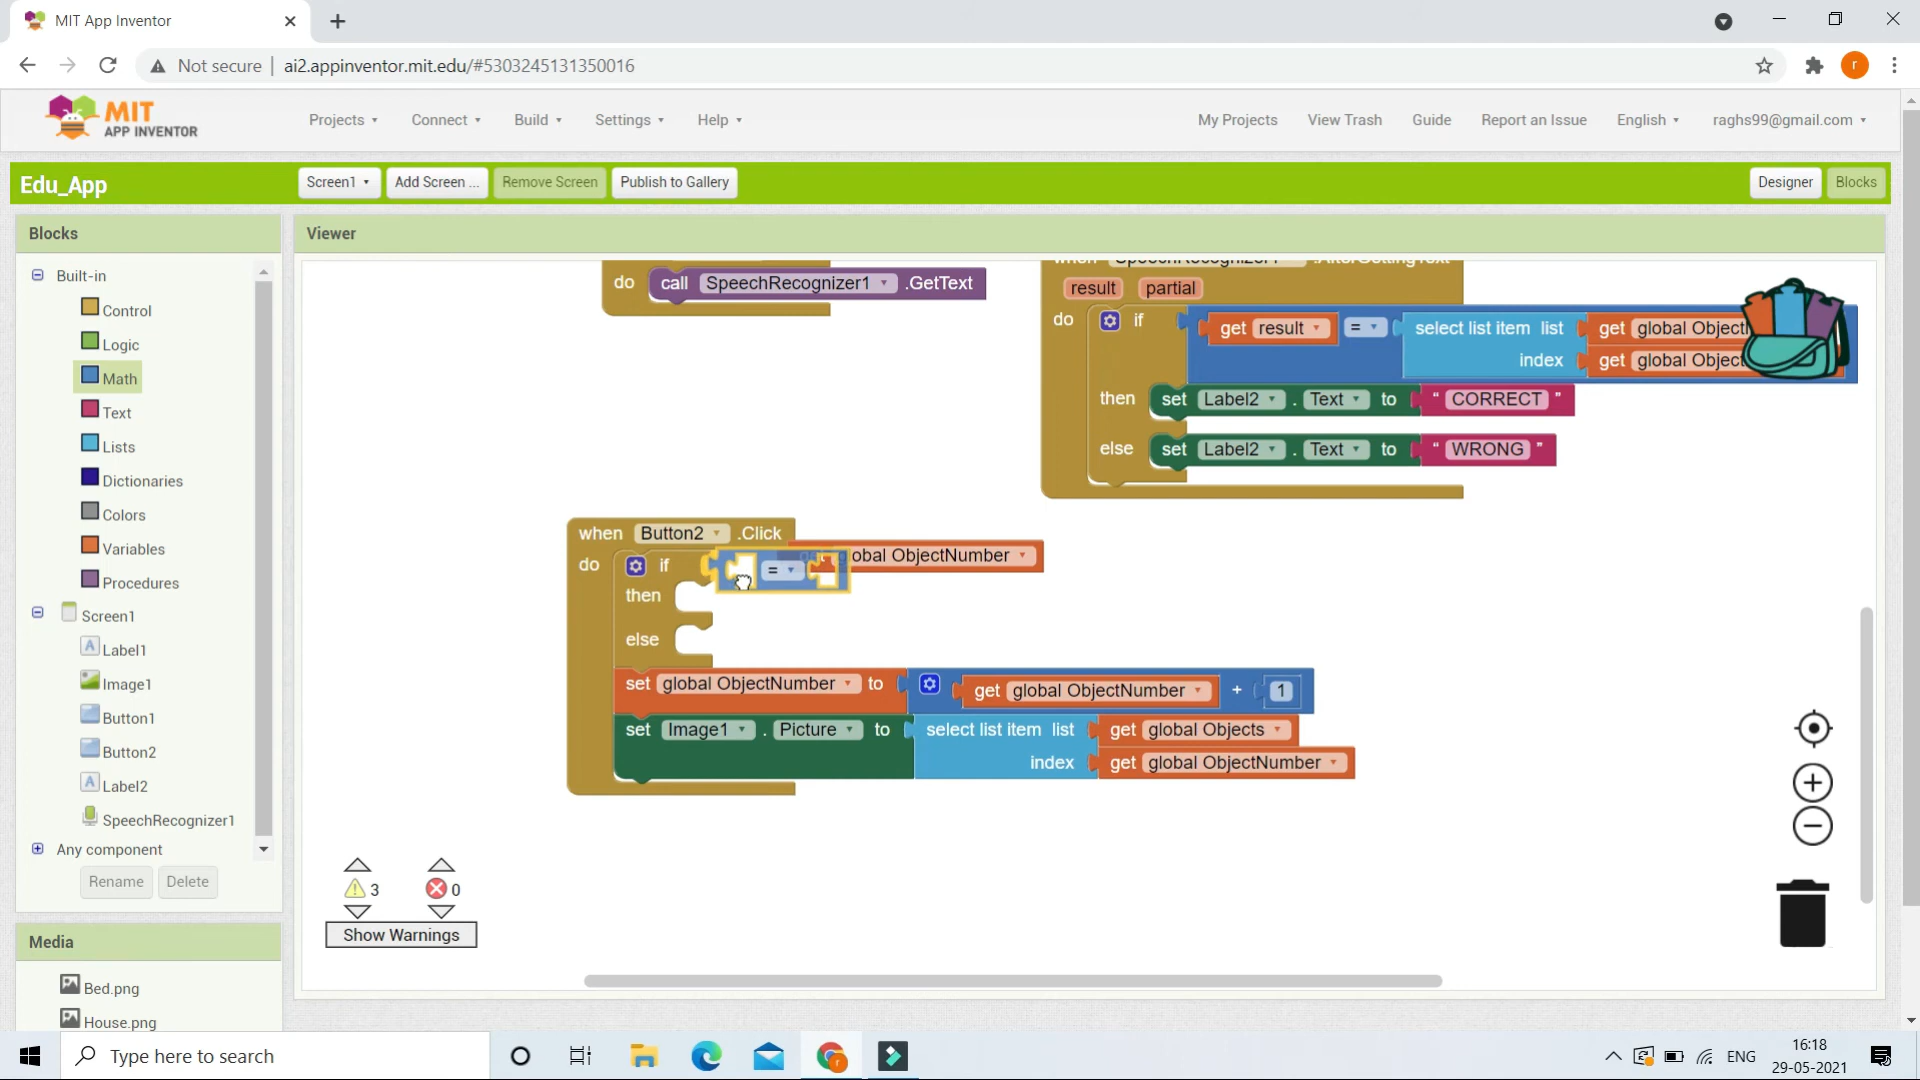 MIT App Inventor
Not secure | ai2.appinventor.mit.edu/#5303245131350016
r
MIT
APP INVENTOR
Projects Connect Build Settings Help My Projects View Trash Guide Report an Issue English raghs99@gmail.com
Edu_App
Screen1 Add Screen ... Remove Screen Publish to Gallery Designer Blocks
Blocks
Built-in
Control
Logic
Math
Text
Lists
Dictionaries
Colors
Variables
Procedures
Screen1
Label1
Image1
Button1
Button2
Label2
SpeechRecognizer1
Any component
Rename Delete
Media
Bed.png
House.png
Viewer
do call SpeechRecognizer1 .GetText
when SpeechRecognizer1 .AfterGettingText
result partial
do if get result = select list item list get global Object
index get global Object
then set Label2 . Text to " CORRECT "
else set Label2 . Text to " WRONG "
when Button2 .Click
obal ObjectNumber
do if =
then
else
set global ObjectNumber to get global ObjectNumber + 1
set Image1 . Picture to select list item list get global Objects
index get global ObjectNumber
3 0
Show Warnings
Type here to search
ENG
16:18
29-05-2021